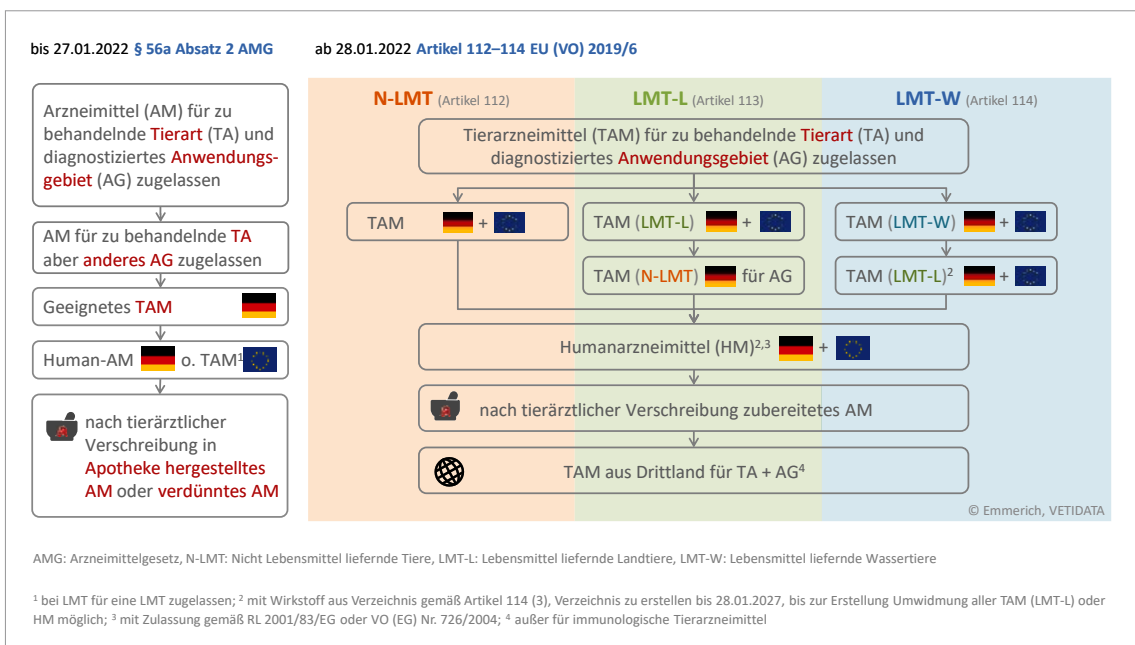 bis 27.01.2022 § 56a Absatz 2 AMG
ab 28.01.2022 Artikel 112–114 EU (VO) 2019/6
Arzneimittel (AM) für zu
behandelnde Tierart (TA) und
diagnostiziertes Anwendungs-
gebiet (AG) zugelassen
AM für zu behandelnde TA
aber anderes AG zugelassen
Geeignetes TAM
Human-AM o. TAM¹
nach tierärztlicher
Verschreibung in
Apotheke hergestelltes
AM oder verdünntes AM
N-LMT (Artikel 112)
LMT-L (Artikel 113)
LMT-W (Artikel 114)
Tierarzneimittel (TAM) für zu behandelnde Tierart (TA) und
diagnostiziertes Anwendungsgebiet (AG) zugelassen
TAM +
TAM (LMT-L) +
TAM (LMT-W) +
TAM (N-LMT) für AG
TAM (LMT-L)² +
Humanarzneimittel (HM)²,³ +
nach tierärztlicher Verschreibung zubereitetes AM
TAM aus Drittland für TA + AG⁴
© Emmerich, VETIDATA
AMG: Arzneimittelgesetz, N-LMT: Nicht Lebensmittel liefernde Tiere, LMT-L: Lebensmittel liefernde Landtiere, LMT-W: Lebensmittel liefernde Wassertiere
¹ bei LMT für eine LMT zugelassen; ² mit Wirkstoff aus Verzeichnis gemäß Artikel 114 (3), Verzeichnis zu erstellen bis 28.01.2027, bis zur Erstellung Umwidmung aller TAM (LMT-L) oder
HM möglich; ³ mit Zulassung gemäß RL 2001/83/EG oder VO (EG) Nr. 726/2004; ⁴ außer für immunologische Tierarzneimittel